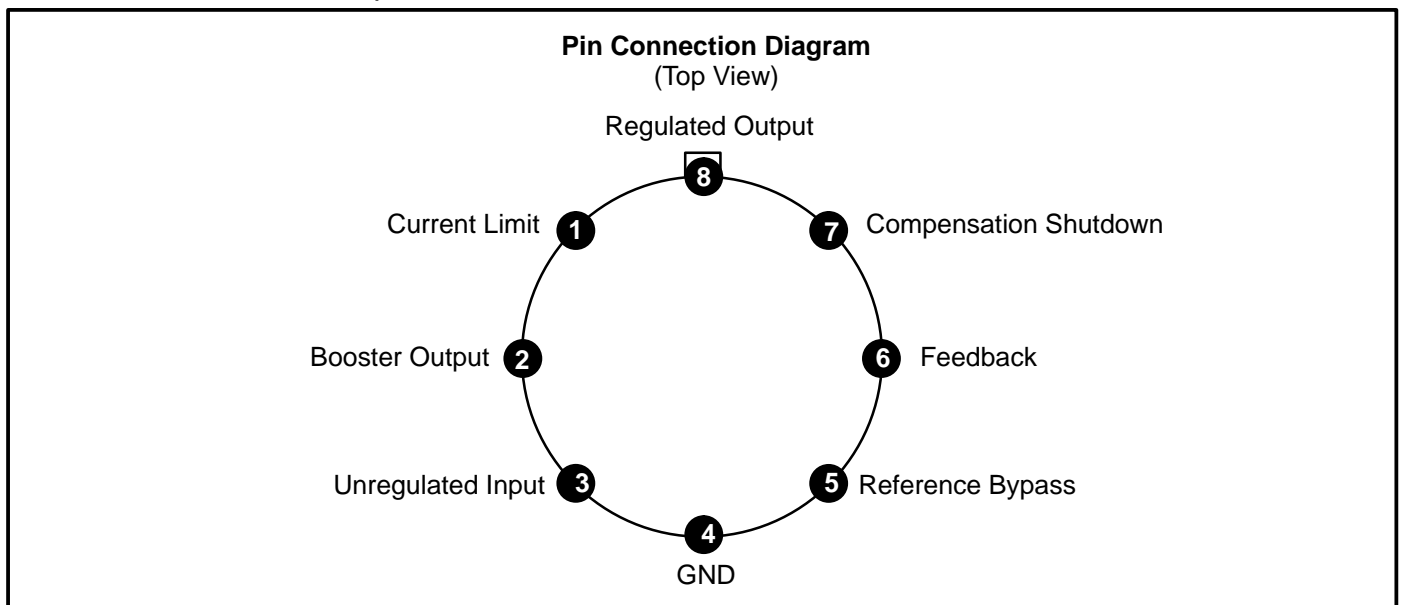 Pin Connection Diagram
(Top View)
Regulated Output
8
Current Limit 1
7 Compensation Shutdown
Booster Output 2
6 Feedback
Unregulated Input 3
5 Reference Bypass
4
GND